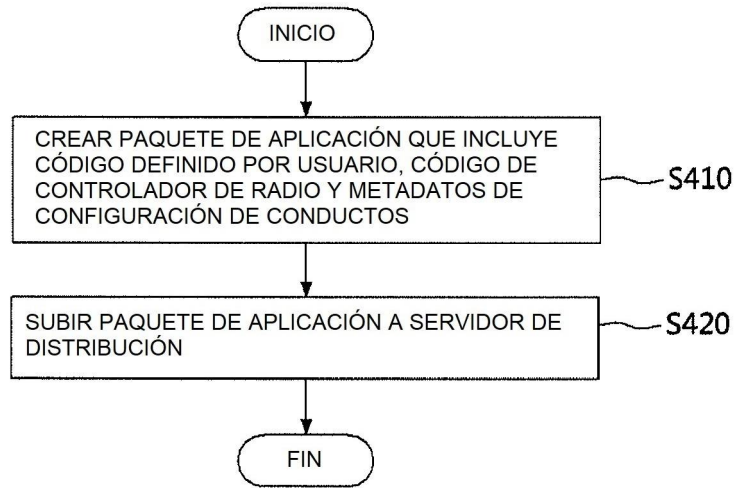 INICIO
CREAR PAQUETE DE APLICACIÓN QUE INCLUYE
CÓDIGO DEFINIDO POR USUARIO, CÓDIGO DE
CONTROLADOR DE RADIO Y METADATOS DE
CONFIGURACIÓN DE CONDUCTOS
S410
SUBIR PAQUETE DE APLICACIÓN A SERVIDOR DE
DISTRIBUCIÓN
S420
FIN